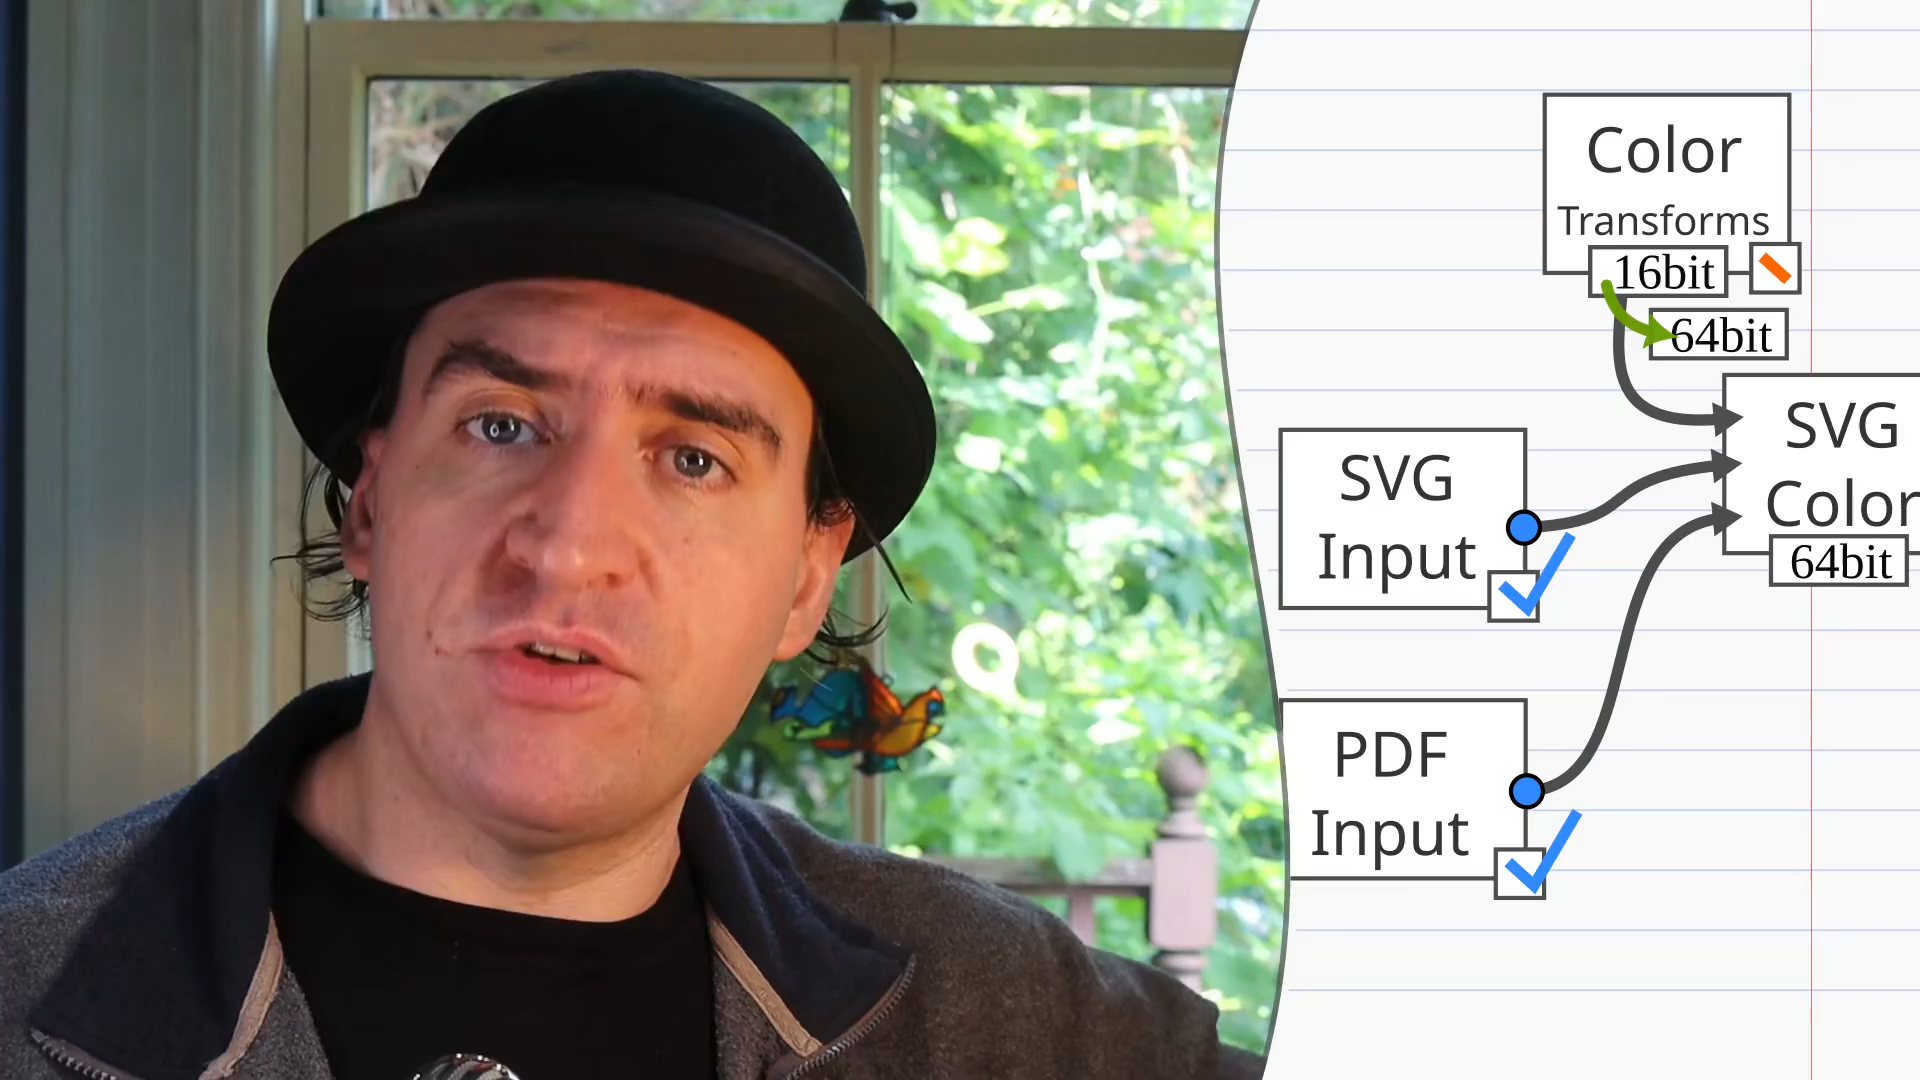 Color
Transforms
16bit
64bit
SVG
Color
64bit
SVG
Input
PDF
Input